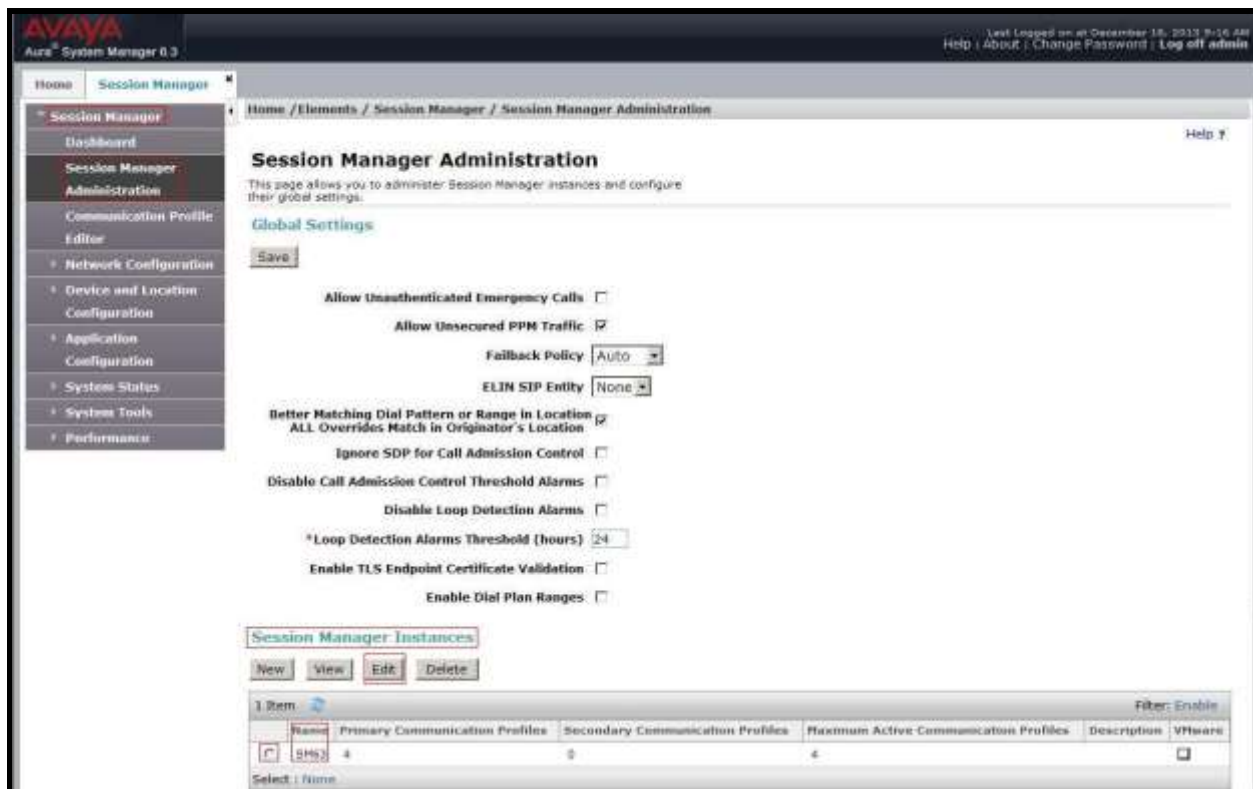 AVAYA
Aura® System Manager 6.3
Last Logged on at December 18, 2013 9:16 AM
Help | About | Change Password | Log off admin
Home
Session Manager
Session Manager
Dashboard
Session Manager
Administration
Communication Profile
Editor
Network Configuration
Device and Location
Configuration
Application
Configuration
System Status
System Tools
Performance
Home /Elements / Session Manager / Session Manager Administration
Help ?
Session Manager Administration
This page allows you to administer Session Manager instances and configure
their global settings.
Global Settings
Save
Allow Unauthenticated Emergency Calls
Allow Unsecured PPM Traffic
Failback Policy Auto
ELIN SIP Entity None
Better Matching Dial Pattern or Range in Location
ALL Overrides Match in Originator's Location
Ignore SDP for Call Admission Control
Disable Call Admission Control Threshold Alarms
Disable Loop Detection Alarms
*Loop Detection Alarms Threshold (hours) 24
Enable TLS Endpoint Certificate Validation
Enable Dial Plan Ranges
Session Manager Instances
New View Edit Delete
1 Item Filter: Enable
Name Primary Communication Profiles Secondary Communication Profiles Maximum Active Communication Profiles Description VMware
SM63 4 0 4
Select : None